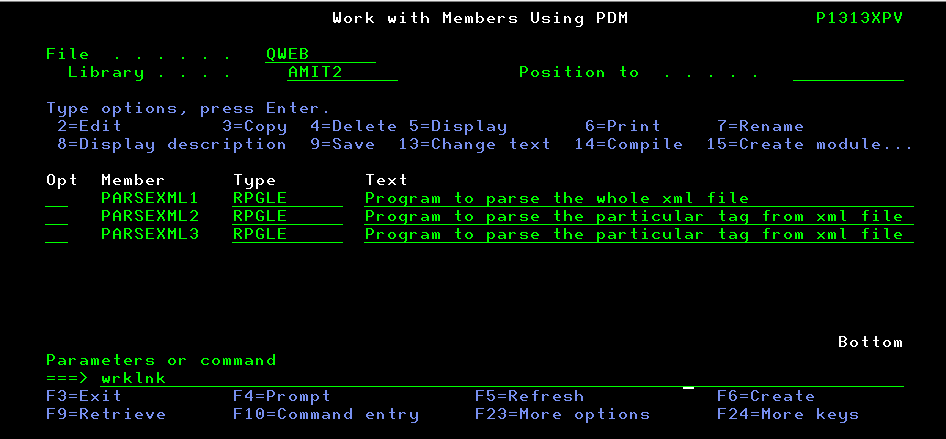 Work with Members Using PDM P1313XPV
File . . . . . . QWEB
Library . . . . AMIT2 Position to . . . . .
Type options, press Enter.
2=Edit 3=Copy 4=Delete 5=Display 6=Print 7=Rename
8=Display description 9=Save 13=Change text 14=Compile 15=Create module...
Opt Member Type Text
PARSEXML1 RPGLE Program to parse the whole xml file
PARSEXML2 RPGLE Program to parse the particular tag from xml file
PARSEXML3 RPGLE Program to parse the particular tag from xml file
Bottom
Parameters or command
===> wrklnk
F3=Exit F4=Prompt F5=Refresh F6=Create
F9=Retrieve F10=Command entry F23=More options F24=More keys